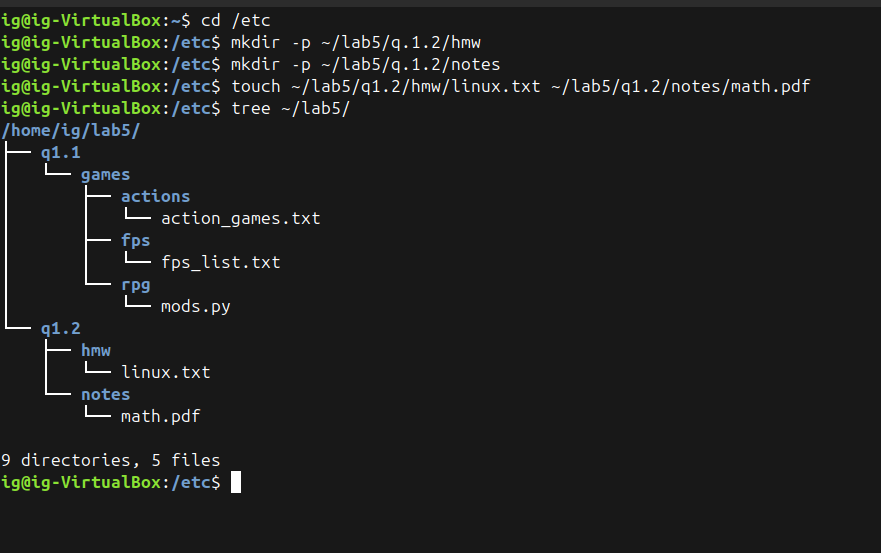 ig@ig-VirtualBox:~$ cd /etc
ig@ig-VirtualBox:/etc$ mkdir -p ~/lab5/q.1.2/hmw
ig@ig-VirtualBox:/etc$ mkdir -p ~/lab5/q.1.2/notes
ig@ig-VirtualBox:/etc$ touch ~/lab5/q1.2/hmw/linux.txt ~/lab5/q1.2/notes/math.pdf
ig@ig-VirtualBox:/etc$ tree ~/lab5/
/home/ig/lab5/
├── q1.1
│   └── games
│       ├── actions
│       │   └── action_games.txt
│       ├── fps
│       │   └── fps_list.txt
│       └── rpg
│           └── mods.py
└── q1.2
    ├── hmw
    │   └── linux.txt
    └── notes
        └── math.pdf
9 directories, 5 files
ig@ig-VirtualBox:/etc$